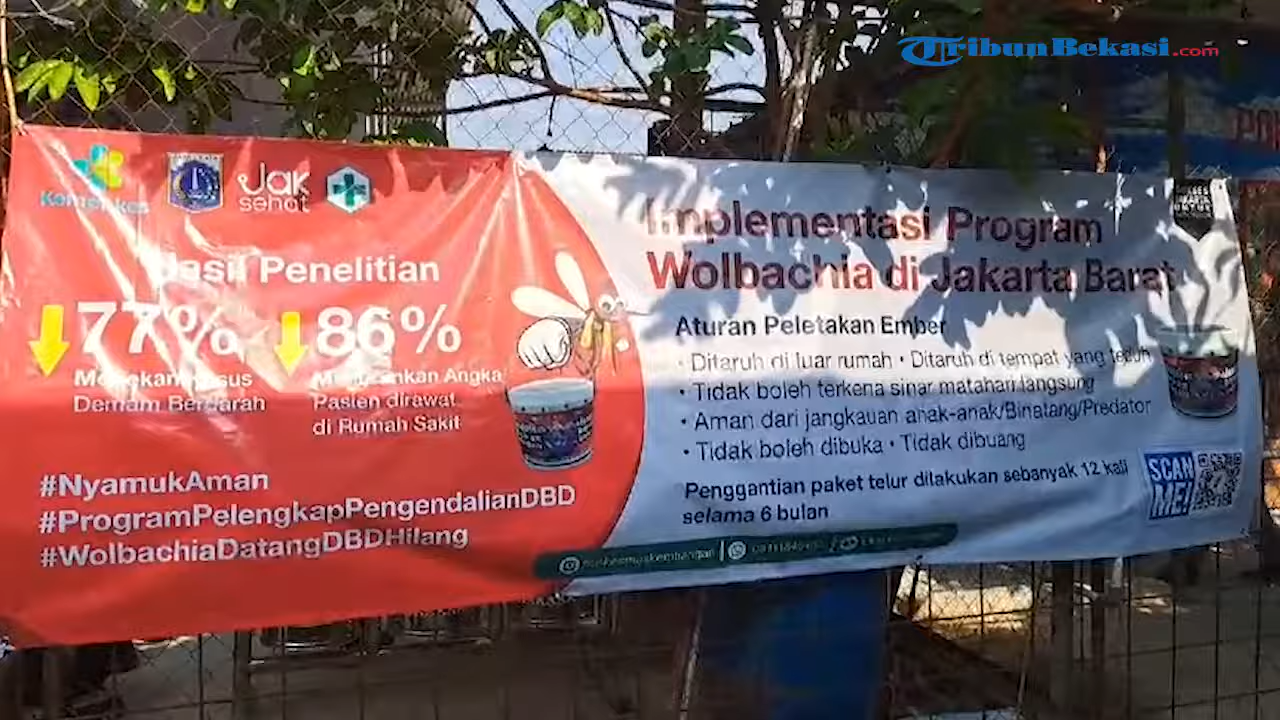 TribunBekasi.com
Kemenkes
Jak
sehat
Hasil Penelitian
77%
86%
Menekan Kasus
Demam Berdarah
Menurunkan Angka
Pasien dirawat
di Rumah Sakit
#NyamukAman
#ProgramPelengkapPengendalianDBD
#WolbachiaDatangDBDHilang
Implementasi Program
Wolbachia di Jakarta Barat
Aturan Peletakan Ember
• Ditaruh di luar rumah • Ditaruh di tempat yang teduh
• Tidak boleh terkena sinar matahari langsung
• Aman dari jangkauan anak-anak/Binatang/Predator
• Tidak boleh dibuka • Tidak dibuang
Penggantian paket telur dilakukan sebanyak 12 kali
selama 6 bulan
SCAN
ME!